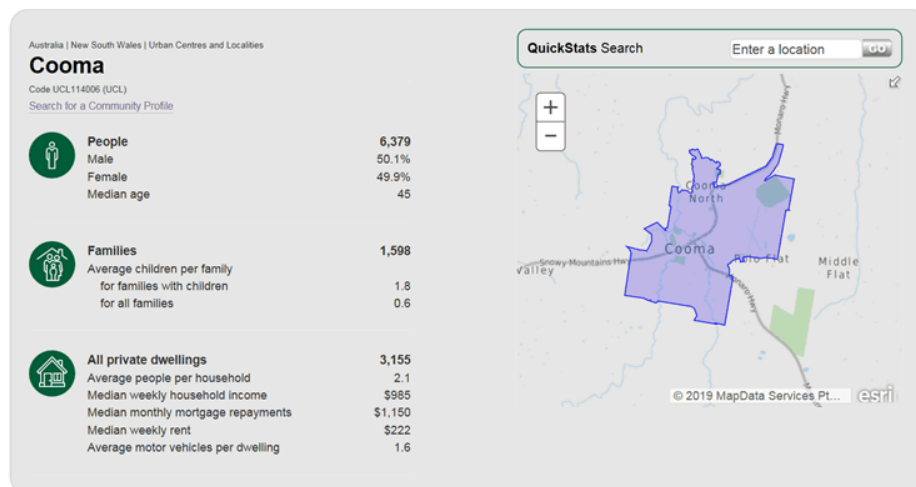 Australia | New South Wales | Urban Centres and Localities
Cooma
Code UCL114006 (UCL)
Search for a Community Profile
People 6,379
Male 50.1%
Female 49.9%
Median age 45
Families 1,598
Average children per family
for families with children 1.8
for all families 0.6
All private dwellings 3,155
Average people per household 2.1
Median weekly household income $985
Median monthly mortgage repayments $1,150
Median weekly rent $222
Average motor vehicles per dwelling 1.6
QuickStats Search
Enter a location GO
+
−
Monaro Hwy
Cooma
North
Cooma
Snowy Mountains Hwy
Valley
Polo Flat
Middle
Flat
Monaro Hwy
© 2019 MapData Services Pt...
esri